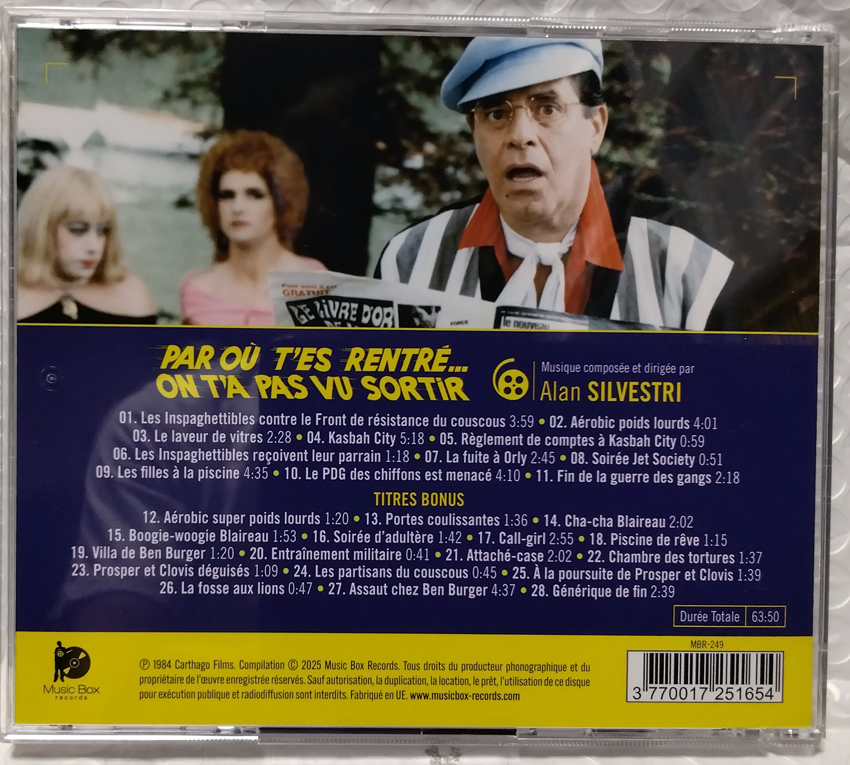 Pour vous à qui
GRATUIT
LE LIVRE D'OR
le nouveau
PAR OÙ T'ES RENTRÉ...
ON T'A PAS VU SORTIR
Musique composée et dirigée par
Alan SILVESTRI
01. Les Inspaghettibles contre le Front de résistance du couscous 3:59 • 02. Aérobic poids lourds 4:01
03. Le laveur de vitres 2:28 • 04. Kasbah City 5:18 • 05. Règlement de comptes à Kasbah City 0:59
06. Les Inspaghettibles reçoivent leur parrain 1:18 • 07. La fuite à Orly 2:45 • 08. Soirée Jet Society 0:51
09. Les filles à la piscine 4:35 • 10. Le PDG des chiffons est menacé 4:10 • 11. Fin de la guerre des gangs 2:18
TITRES BONUS
12. Aérobic super poids lourds 1:20 • 13. Portes coulissantes 1:36 • 14. Cha-cha Blaireau 2:02
15. Boogie-woogie Blaireau 1:53 • 16. Soirée d'adultère 1:42 • 17. Call-girl 2:55 • 18. Piscine de rêve 1:15
19. Villa de Ben Burger 1:20 • 20. Entraînement militaire 0:41 • 21. Attaché-case 2:02 • 22. Chambre des tortures 1:37
23. Prosper et Clovis déguisés 1:09 • 24. Les partisans du couscous 0:45 • 25. À la poursuite de Prosper et Clovis 1:39
26. La fosse aux lions 0:47 • 27. Assaut chez Ben Burger 4:37 • 28. Générique de fin 2:39
Durée Totale 63:50
MBR-249
Music Box
records
℗ 1984 Carthago Films. Compilation © 2025 Music Box Records. Tous droits du producteur phonographique et du
propriétaire de l'œuvre enregistrée réservés. Sauf autorisation, la duplication, la location, le prêt, l'utilisation de ce disque
pour exécution publique et radiodiffusion sont interdits. Fabriqué en UE. www.musicbox-records.com
3 770017 251654